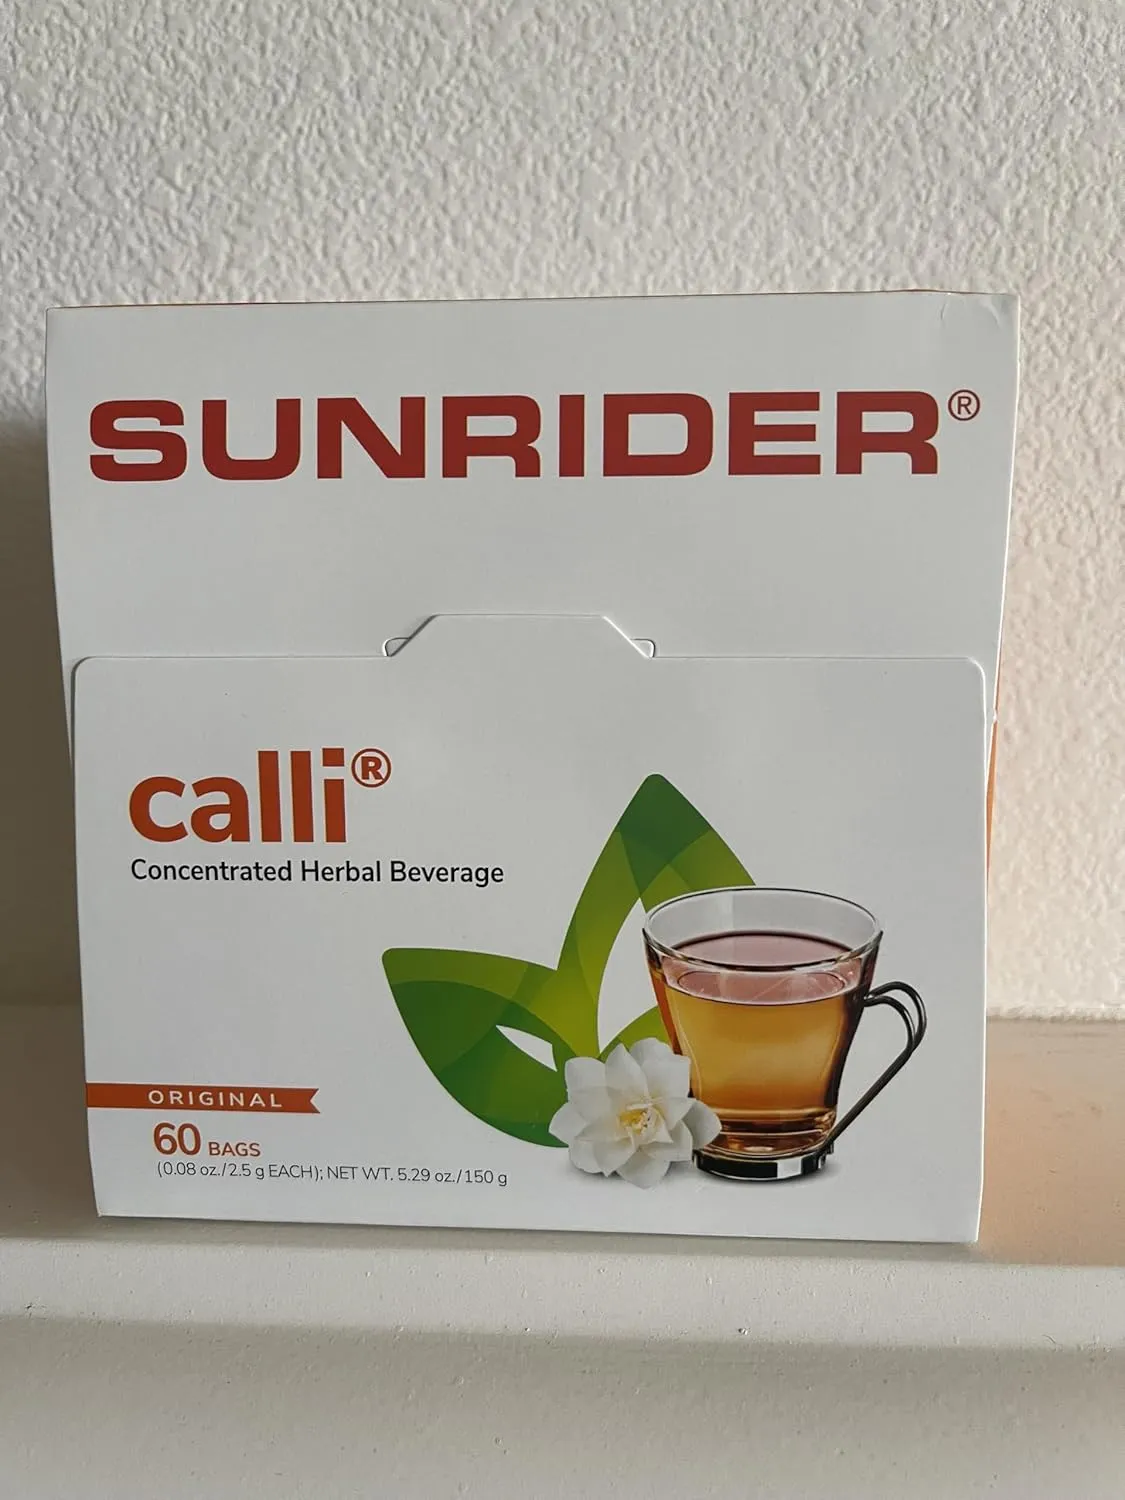 SUNRIDER®
calli®
Concentrated Herbal Beverage
ORIGINAL
60 BAGS
(0.08 oz./2.5 g EACH); NET WT. 5.29 oz./150 g